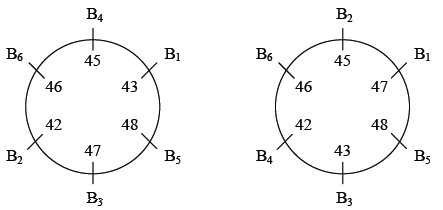 B₄ B₂
B₆ B₁ B₆ B₁
45 45
46 43 46 47
42 48 42 48
B₂ 47 B₅ B₄ 43 B₅
B₃ B₃